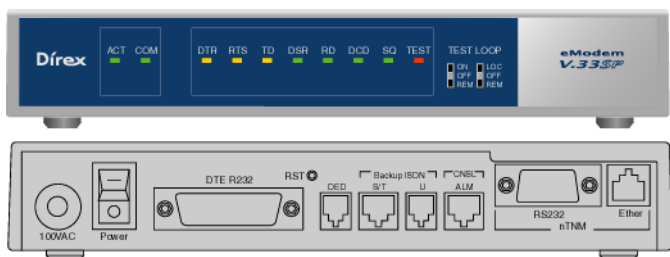 Dírex
ACT COM
DTR RTS TD DSR RD DCD SQ TEST
TEST LOOP
ON LOC
OFF OFF
REM REM
eModem
V.33SP
DTE R232
RST
DED
Backup ISDN
S/T U
CNSL
ALM
100VAC
Power
RS232
Ether
nTNM